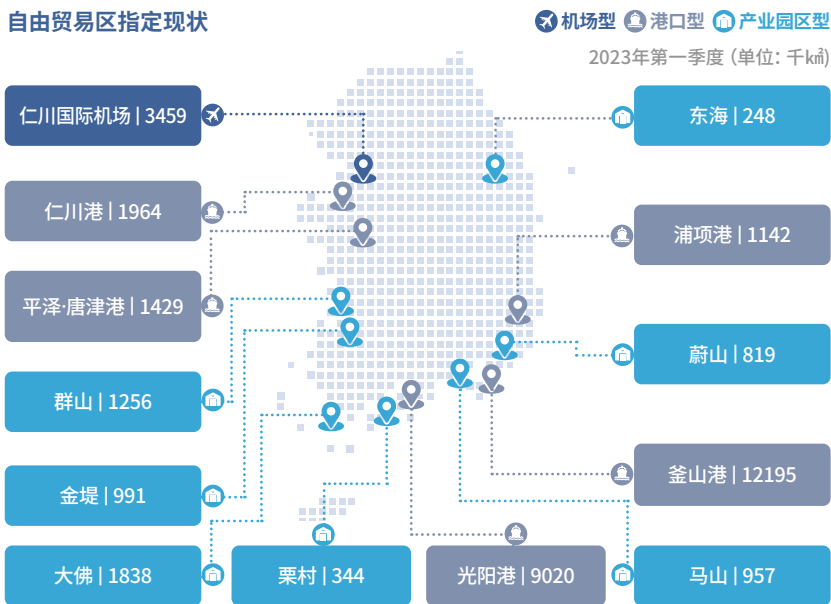 自由贸易区指定现状
机场型 港口型 产业园区型
2023年第一季度 (单位: 千㎢)
仁川国际机场 | 3459
东海 | 248
仁川港 | 1964
浦项港 | 1142
平泽·唐津港 | 1429
蔚山 | 819
群山 | 1256
釜山港 | 12195
金堤 | 991
大佛 | 1838
栗村 | 344
光阳港 | 9020
马山 | 957